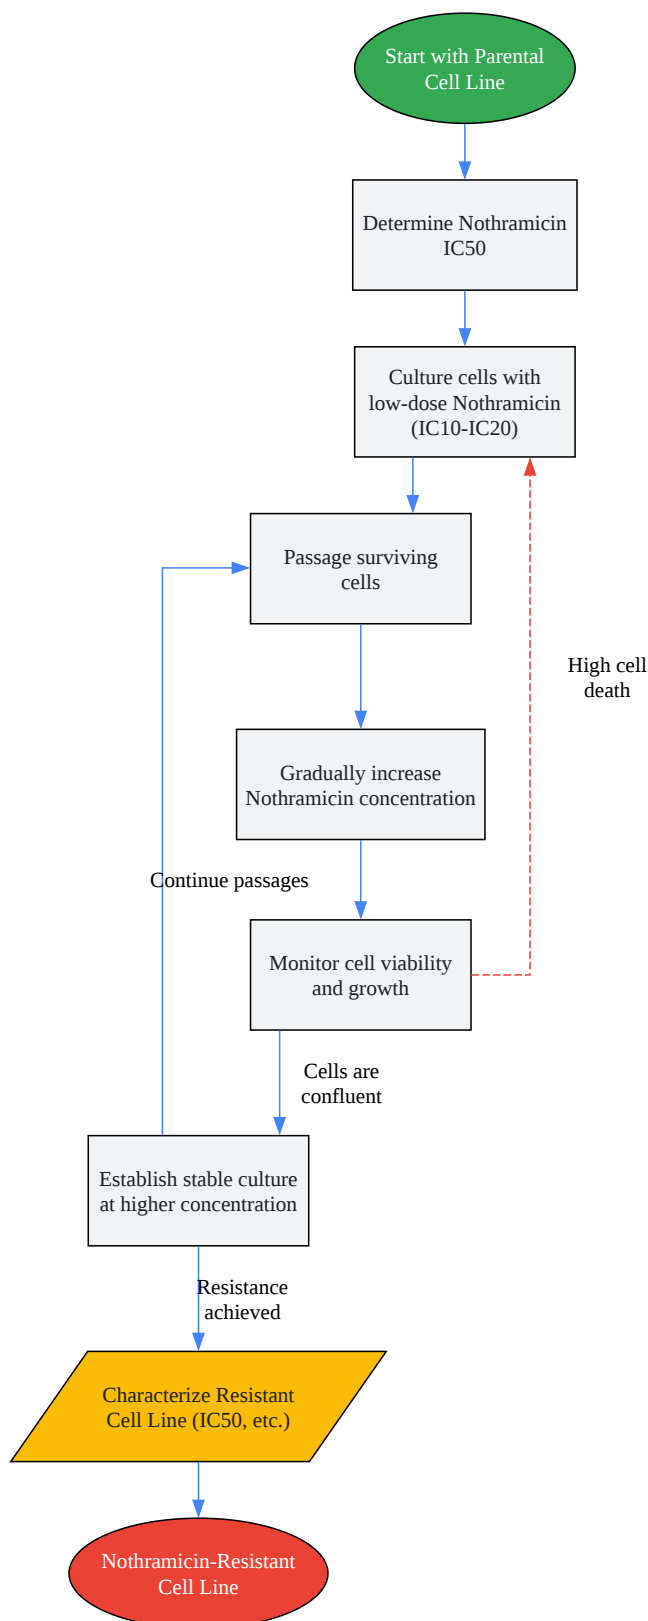 Start with Parental
Cell Line
Determine Nothramicin
IC50
Culture cells with
low-dose Nothramicin
(IC10-IC20)
Passage surviving
cells
High cell
death
Gradually increase
Nothramicin concentration
Continue passages
Monitor cell viability
and growth
Cells are
confluent
Establish stable culture
at higher concentration
Resistance
achieved
Characterize Resistant
Cell Line (IC50, etc.)
Nothramicin-Resistant
Cell Line